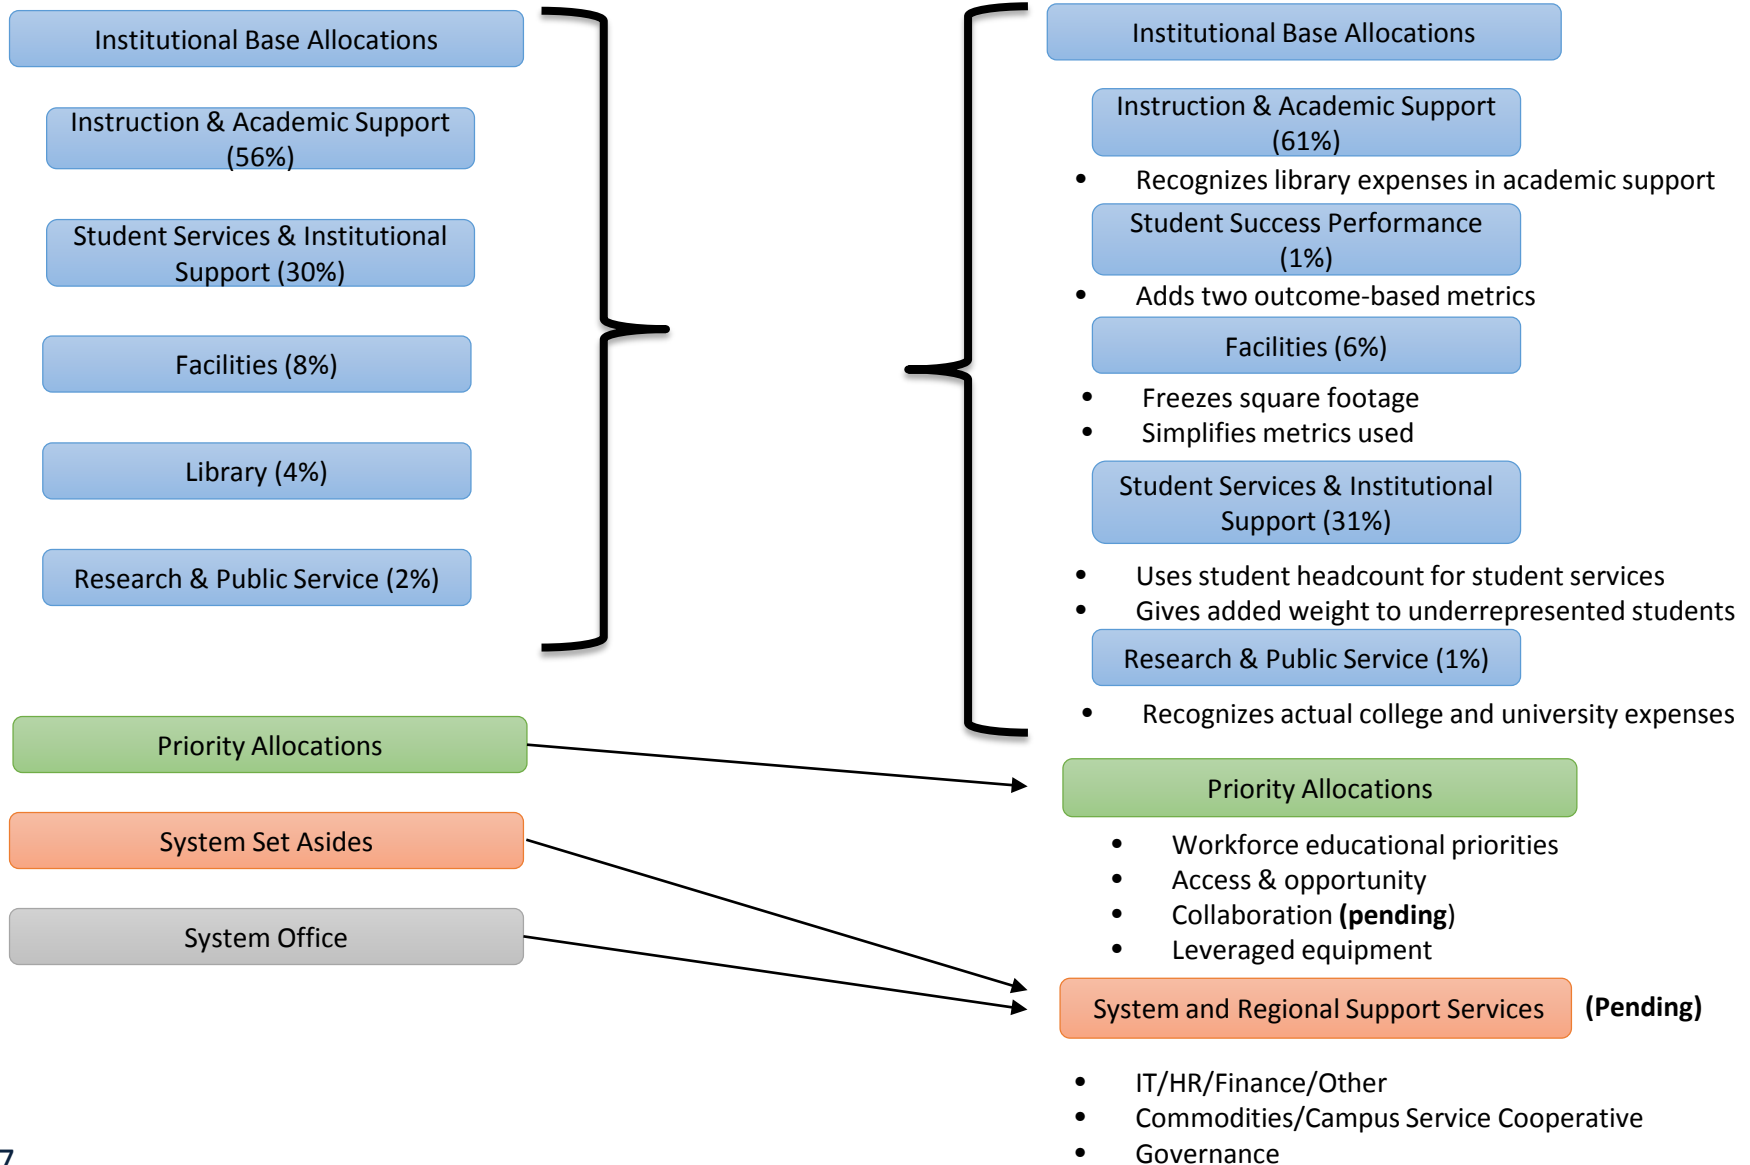 Institutional Base Allocations
Instruction & Academic Support
(56%)
Student Services & Institutional
Support (30%)
Facilities (8%)
Library (4%)
Research & Public Service (2%)
Priority Allocations
System Set Asides
System Office
Institutional Base Allocations
Instruction & Academic Support
(61%)
• Recognizes library expenses in academic support
Student Success Performance
(1%)
• Adds two outcome-based metrics
Facilities (6%)
• Freezes square footage
• Simplifies metrics used
Student Services & Institutional
Support (31%)
• Uses student headcount for student services
• Gives added weight to underrepresented students
Research & Public Service (1%)
• Recognizes actual college and university expenses
Priority Allocations
• Workforce educational priorities
• Access & opportunity
• Collaboration (pending)
• Leveraged equipment
System and Regional Support Services (Pending)
• IT/HR/Finance/Other
• Commodities/Campus Service Cooperative
• Governance
7